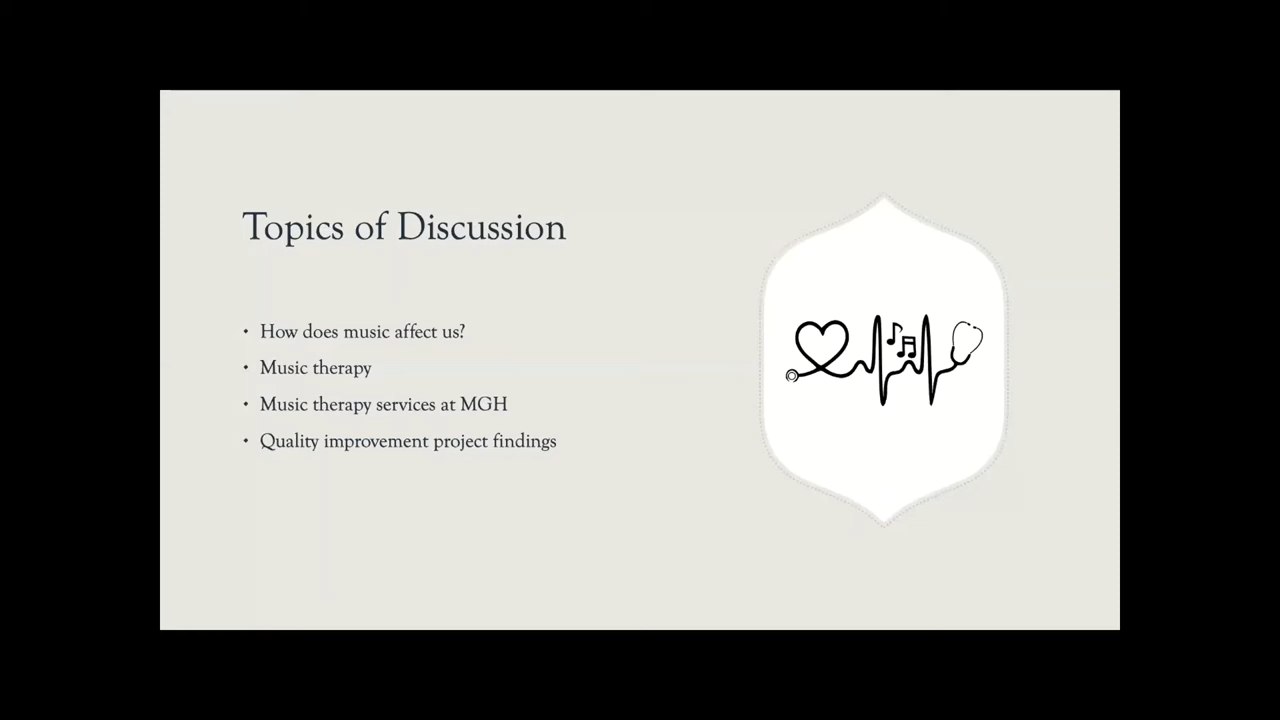 Topics of Discussion
• How does music affect us?
• Music therapy
• Music therapy services at MGH
• Quality improvement project findings